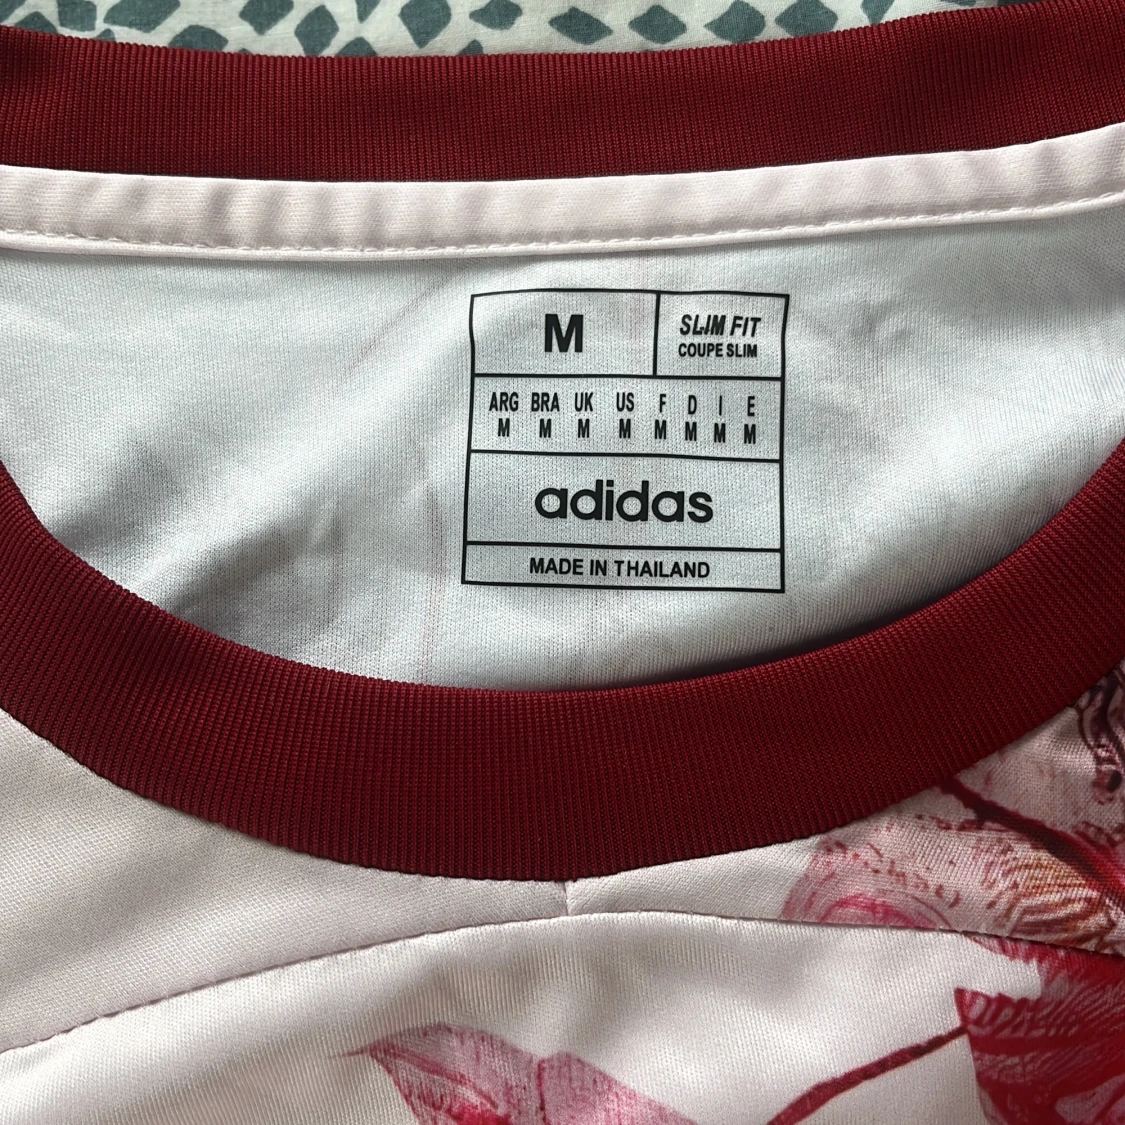 M
SLIM FIT
COUPE SLIM
ARG BRA UK US F D I E
M M M M M M M M
adidas
MADE IN THAILAND